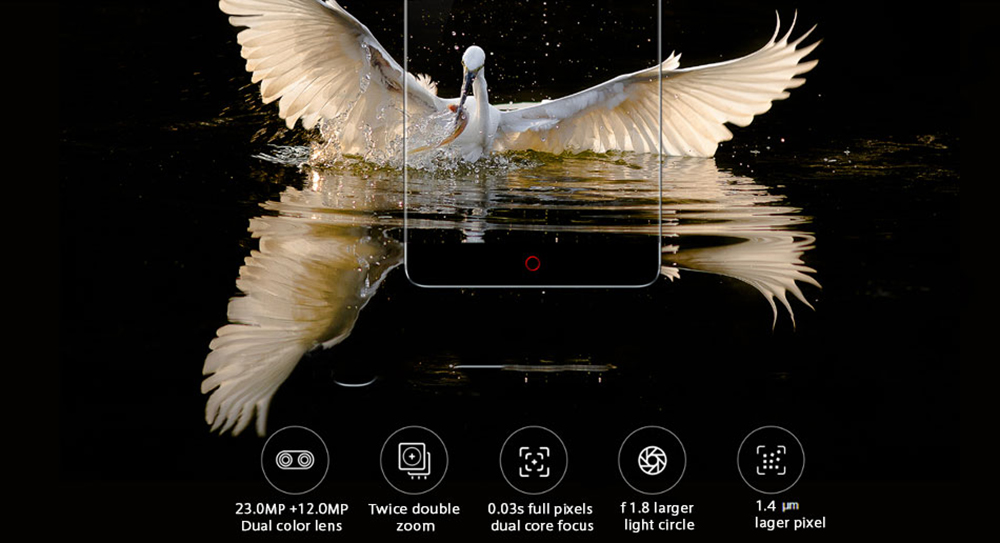 23.0MP +12.0MP
Dual color lens
Twice double
zoom
0.03s full pixels
dual core focus
f 1.8 larger
light circle
1.4 μm
lager pixel